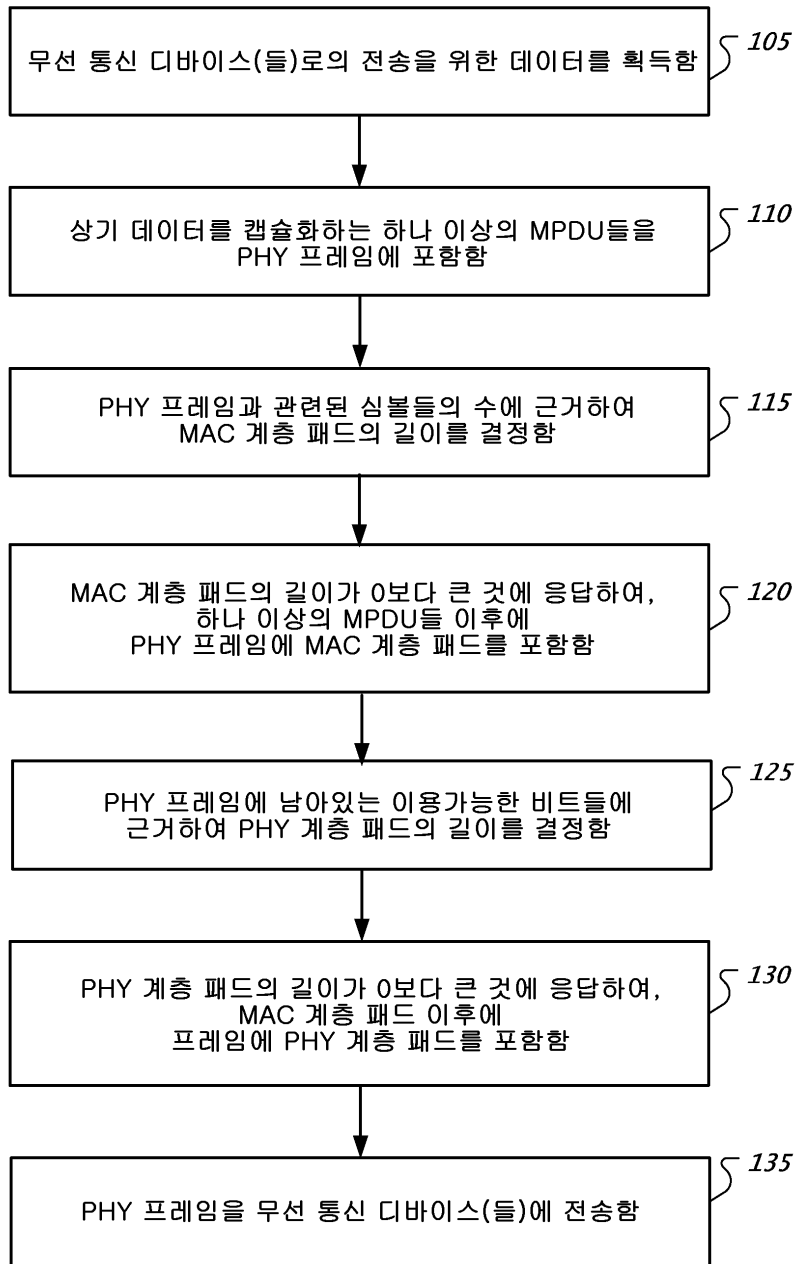 무선 통신 디바이스(들)로의 전송을 위한 데이터를 획득함
105
상기 데이터를 캡슐화하는 하나 이상의 MPDU들을
PHY 프레임에 포함함
110
PHY 프레임과 관련된 심볼들의 수에 근거하여
MAC 계층 패드의 길이를 결정함
115
MAC 계층 패드의 길이가 0보다 큰 것에 응답하여,
하나 이상의 MPDU들 이후에
PHY 프레임에 MAC 계층 패드를 포함함
120
PHY 프레임에 남아있는 이용가능한 비트들에
근거하여 PHY 계층 패드의 길이를 결정함
125
PHY 계층 패드의 길이가 0보다 큰 것에 응답하여,
MAC 계층 패드 이후에
프레임에 PHY 계층 패드를 포함함
130
PHY 프레임을 무선 통신 디바이스(들)에 전송함
135